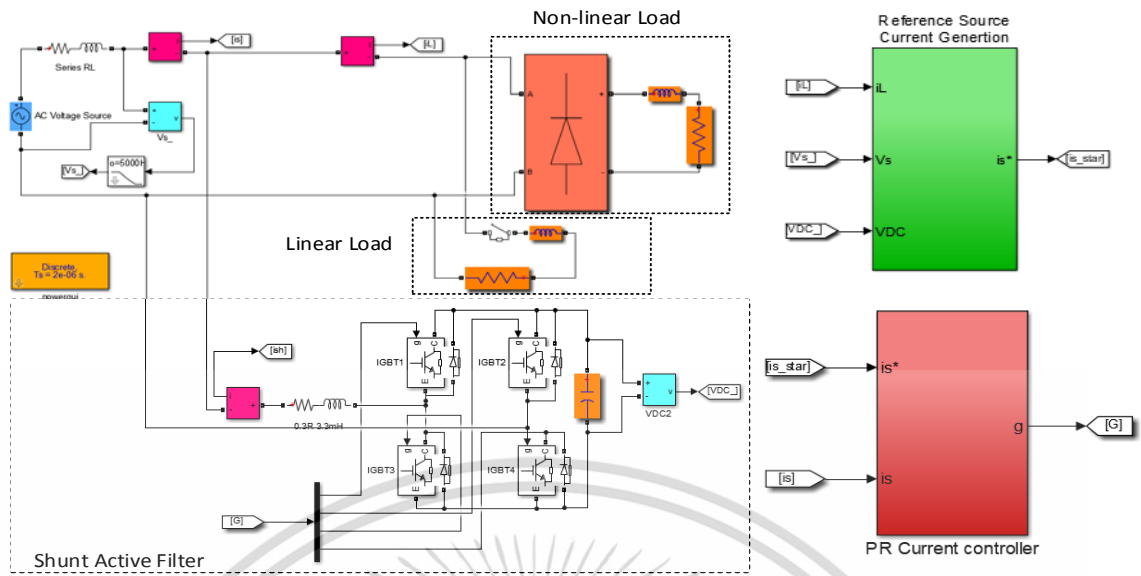 Non-linear Load
Reference Source
Current Genertion
[is]
[iL]
Series RL
AC Voltage Source
Vs_
[Vs_]
o=5000H
A
B
+
-
Linear Load
Discrete,
Ts = 2e-06 s.
powergui
[iL]
iL
[Vs_]
Vs
is*
[is_star]
[VDC_]
VDC
[ish]
0.3R 3.3mH
IGBT1
IGBT2
IGBT3
IGBT4
g
C
E
g
C
E
g
C
E
g
C
E
+
-
v
VDC2
[VDC_]
[G]
Shunt Active Filter
[is_star]
is*
g
[G]
[is]
is
PR Current controller